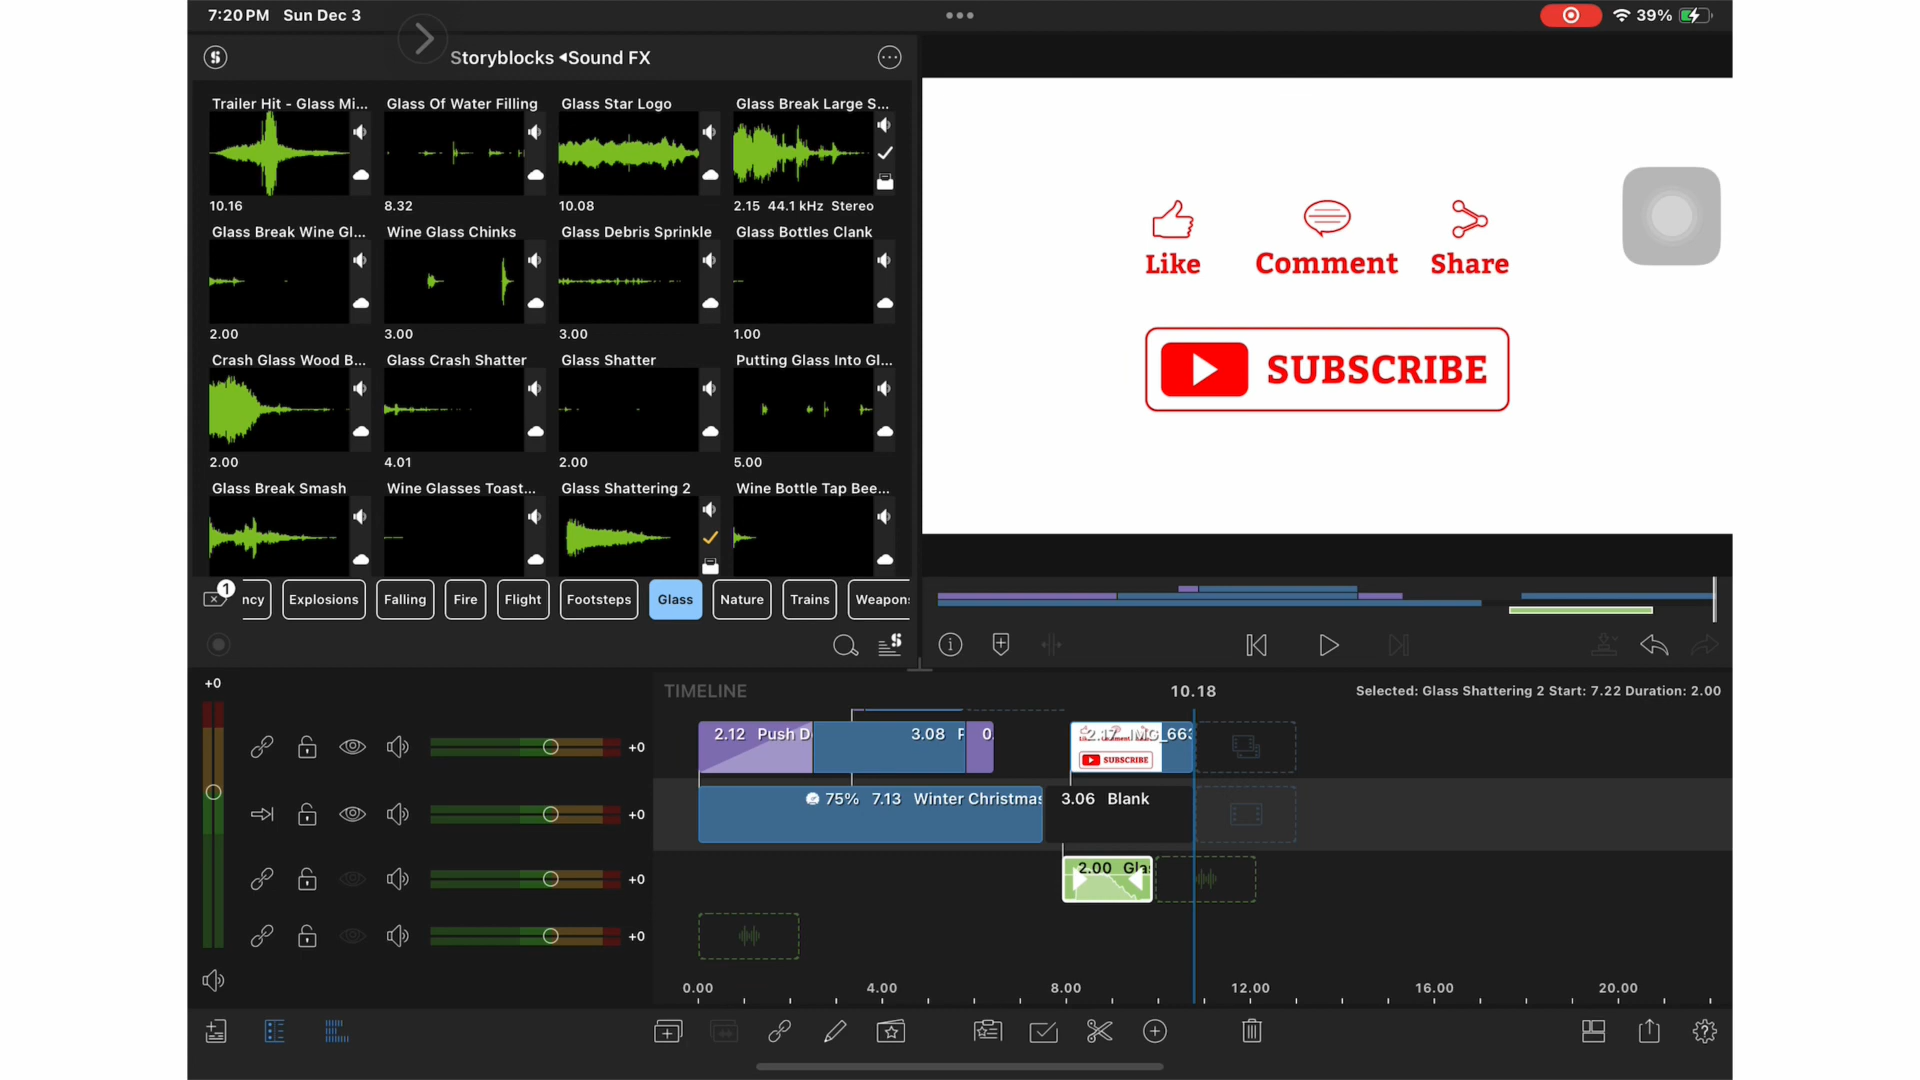 7:20 PM Sun Dec 3
39%
Storyblocks ◂Sound FX
Trailer Hit - Glass Mi... Glass Of Water Filling Glass Star Logo Glass Break Large S...
10.16 8.32 10.08 2.15 44.1 kHz Stereo
Glass Break Wine Gl... Wine Glass Chinks Glass Debris Sprinkle Glass Bottles Clank
2.00 3.00 3.00 1.00
Crash Glass Wood B... Glass Crash Shatter Glass Shatter Putting Glass Into Gl...
2.00 4.01 2.00 5.00
Glass Break Smash Wine Glasses Toast... Glass Shattering 2 Wine Bottle Tap Bee...
1 ncy Explosions Falling Fire Flight Footsteps Glass Nature Trains Weapons
Like Comment Share
SUBSCRIBE
+0
TIMELINE
10.18
Selected: Glass Shattering 2 Start: 7.22 Duration: 2.00
2.12 Push D 3.08 0 2.17 IMG_663
SUBSCRIBE
+0
75% 7.13 Winter Christmas 3.06 Blank
+0
2.00 Gla
+0
+0
0.00 4.00 8.00 12.00 16.00 20.00